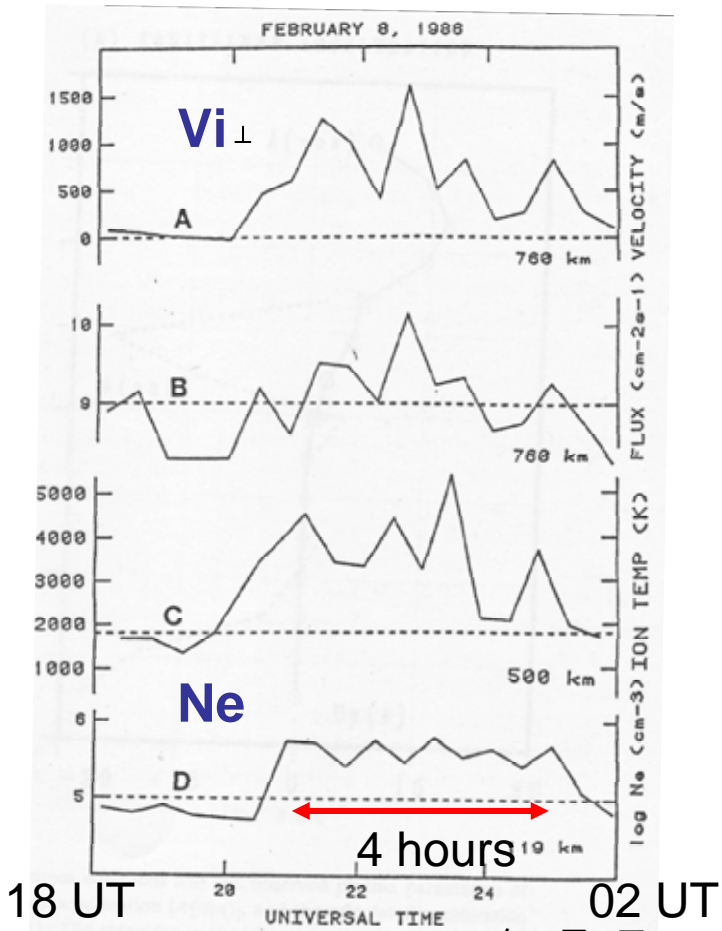 FEBRUARY 8, 1986
1500
1000
500
0
Vi⊥
A
760 km
VELOCITY (m/s)
10
9
B
760 km
FLUX (cm-2s-1)
5000
4000
3000
2000
1000
C
500 km
ION TEMP (K)
Ne
6
5
D
4 hours
19 km
log Ne (cm-3)
18 UT
20
22
24
02 UT
UNIVERSAL TIME